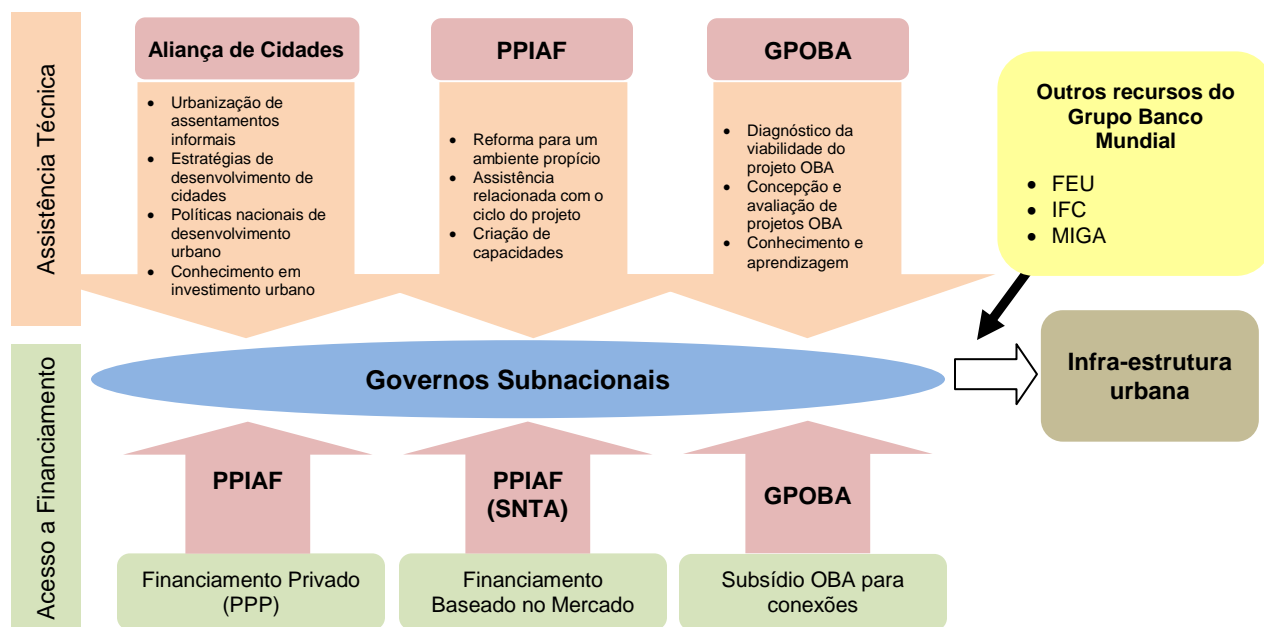 Assistência Técnica
Aliança de Cidades
• Urbanização de
assentamentos
informais
• Estratégias de
desenvolvimento de
cidades
• Políticas nacionais de
desenvolvimento
urbano
• Conhecimento em
investimento urbano
PPIAF
• Reforma para um
ambiente propício
• Assistência
relacionada com o
ciclo do projeto
• Criação de
capacidades
GPOBA
• Diagnóstico da
viabilidade do
projeto OBA
• Concepção e
avaliação de
projetos OBA
• Conhecimento e
aprendizagem
Outros recursos do
Grupo Banco
Mundial
• FEU
• IFC
• MIGA
Governos Subnacionais
Infra-estrutura
urbana
Acesso a Financiamento
PPIAF
PPIAF
(SNTA)
GPOBA
Financiamento Privado
(PPP)
Financiamento
Baseado no Mercado
Subsídio OBA para
conexões